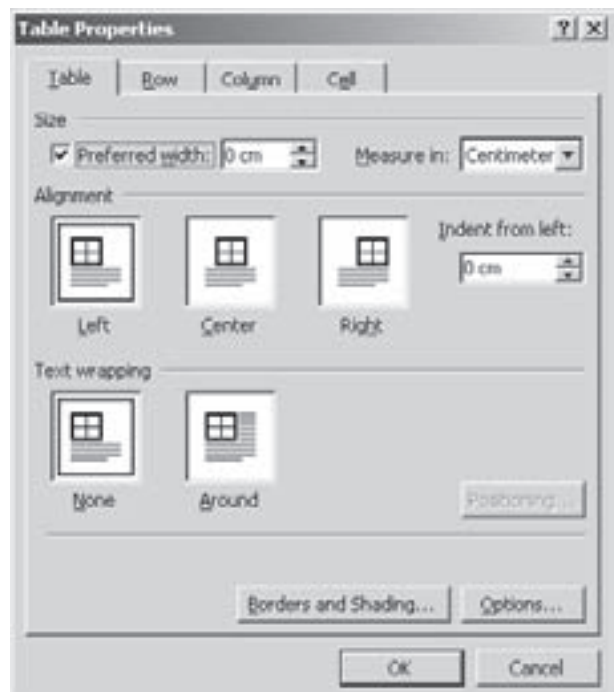 Table Properties
Table Row Column Cell
Size
Preferred width: 0 cm Measure in: Centimeter
Alignment
Indent from left:
0 cm
Left Center Right
Text wrapping
None Around
Positioning...
Borders and Shading... Options...
OK Cancel